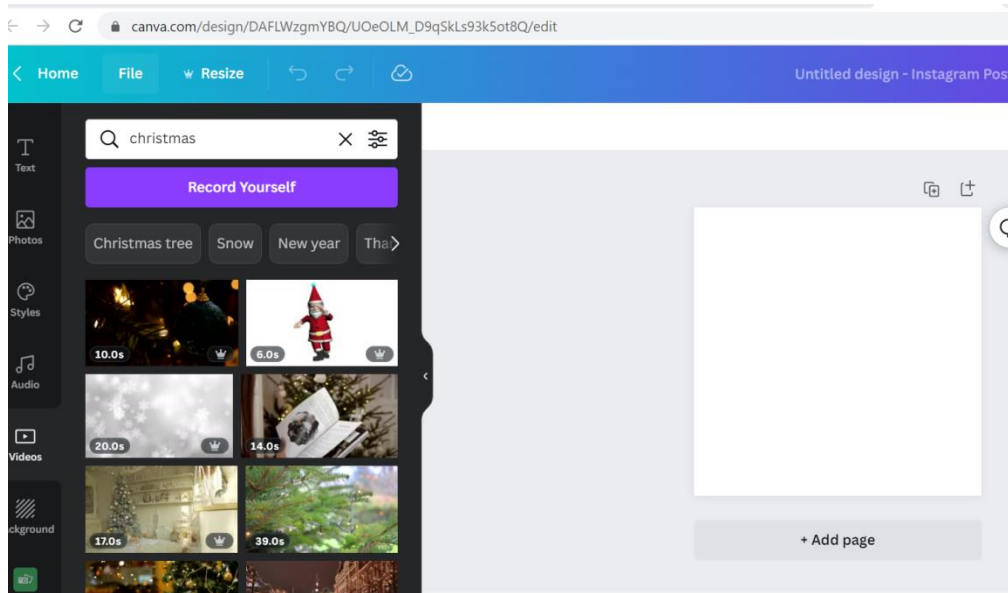 canva.com/design/DAFLWzgmYBQ/UOeOLM_D9qSkLs93k5ot8Q/edit
Home File Resize Untitled design - Instagram Pos
christmas
Text
Record Yourself
Photos
Christmas tree Snow New year Tha
Styles
10.0s 6.0s
Audio
20.0s 14.0s
Videos
17.0s 39.0s
ckground
+ Add page